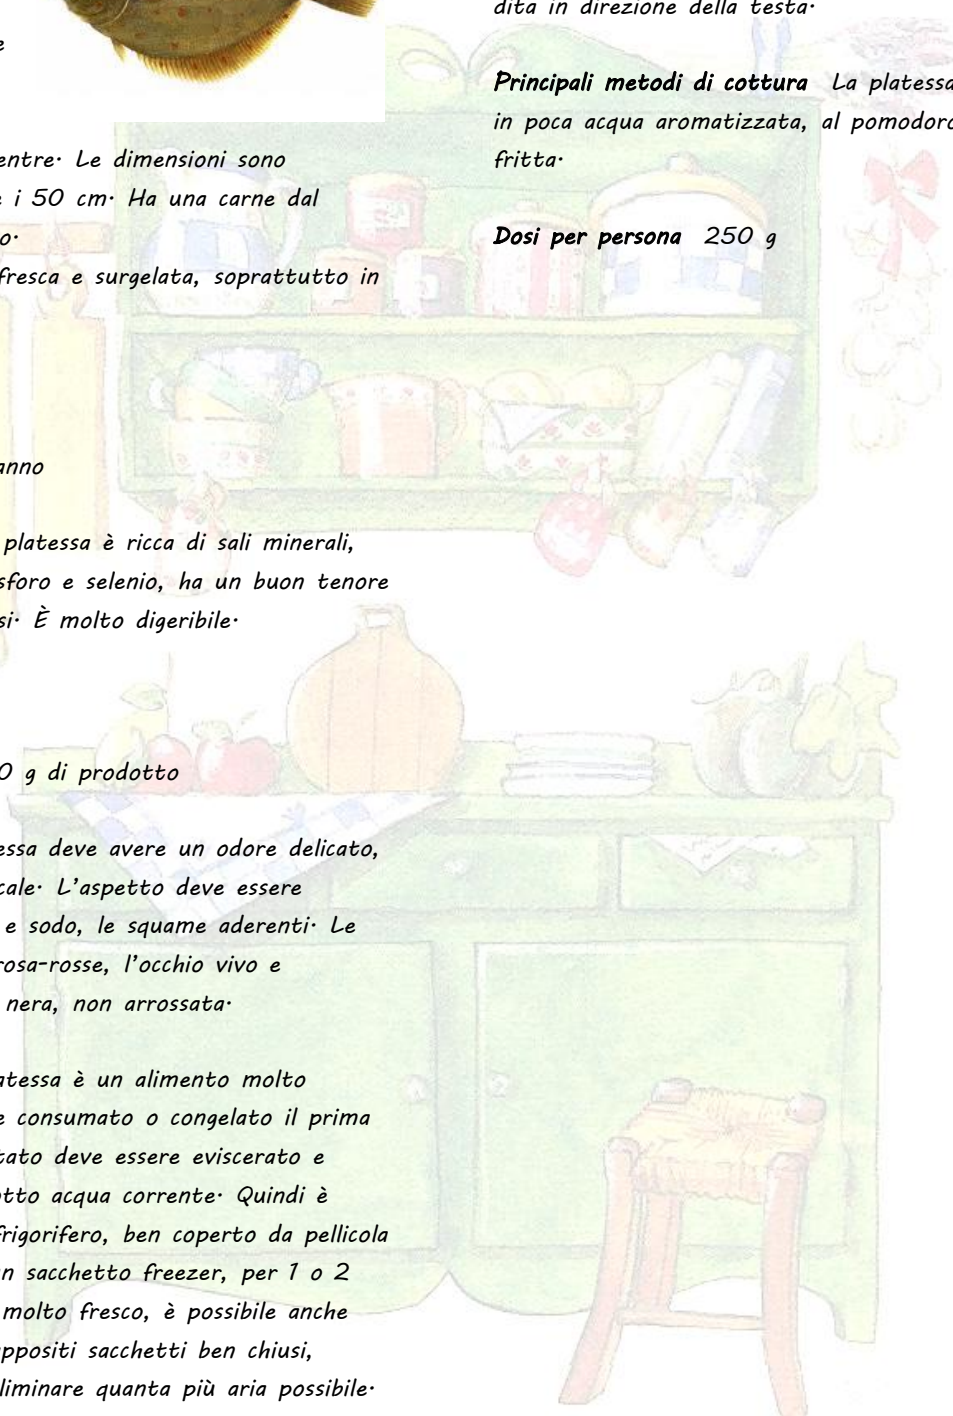 e
entre· Le dimensioni sono
e i 50 cm· Ha una carne dal
o·
fresca e surgelata, soprattutto in
anno
platessa è ricca di sali minerali,
sforo e selenio, ha un buon tenore
si· È molto digeribile·
0 g di prodotto
essa deve avere un odore delicato,
cale· L'aspetto deve essere
e sodo, le squame aderenti· Le
rosa-rosse, l'occhio vivo e
nera, non arrossata·
atessa è un alimento molto
e consumato o congelato il prima
tato deve essere eviscerato e
otto acqua corrente· Quindi è
frigorifero, ben coperto da pellicola
n sacchetto freezer, per 1 o 2
molto fresco, è possibile anche
ppositi sacchetti ben chiusi,
liminare quanta più aria possibile·
dita in direzione della testa·
Principali metodi di cottura La platessa
in poca acqua aromatizzata, al pomodoro
fritta·
Dosi per persona 250 g